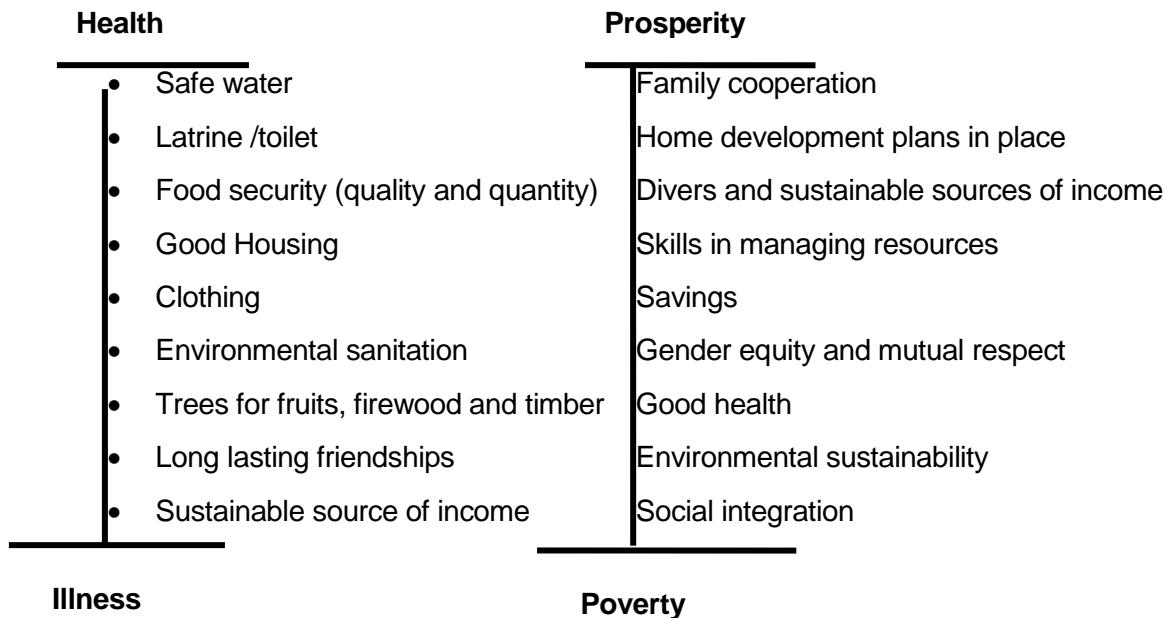 Health
• Safe water
• Latrine /toilet
• Food security (quality and quantity)
• Good Housing
• Clothing
• Environmental sanitation
• Trees for fruits, firewood and timber
• Long lasting friendships
• Sustainable source of income
Illness
Prosperity
Family cooperation
Home development plans in place
Divers and sustainable sources of income
Skills in managing resources
Savings
Gender equity and mutual respect
Good health
Environmental sustainability
Social integration
Poverty